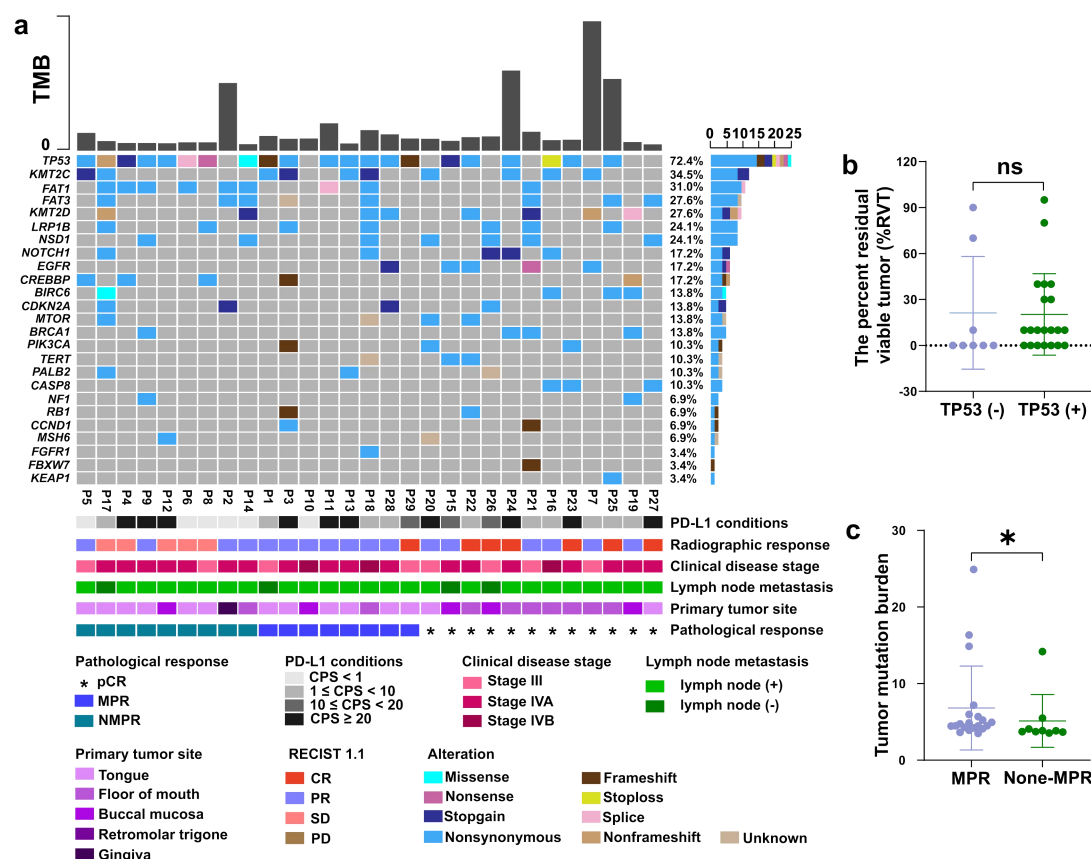 a
TMB
0
0 5 10 15 20 25
TP53 72.4%
KMT2C 34.5%
FAT1 31.0%
FAT3 27.6%
KMT2D 27.6%
LRP1B 24.1%
NSD1 24.1%
NOTCH1 17.2%
EGFR 17.2%
CREBBP 17.2%
BIRC6 13.8%
CDKN2A 13.8%
MTOR 13.8%
BRCA1 13.8%
PIK3CA 10.3%
TERT 10.3%
PALB2 10.3%
CASP8 10.3%
NF1 6.9%
RB1 6.9%
CCND1 6.9%
MSH6 6.9%
FGFR1 3.4%
FBXW7 3.4%
KEAP1 3.4%
P5 P17 P4 P9 P12 P6 P8 P2 P14 P1 P3 P10 P11 P13 P18 P28 P29 P20 P15 P22 P26 P24 P21 P16 P23 P7 P25 P19 P27
PD-L1 conditions
Radiographic response
Clinical disease stage
Lymph node metastasis
Primary tumor site
* * * * * * * * * * * * Pathological response
Pathological response
* pCR
MPR
NMPR
PD-L1 conditions
CPS < 1
1 ≤ CPS < 10
10 ≤ CPS < 20
CPS ≥ 20
Clinical disease stage
Stage III
Stage IVA
Stage IVB
Lymph node metastasis
lymph node (+)
lymph node (-)
Primary tumor site
Tongue
Floor of mouth
Buccal mucosa
Retromolar trigone
Gingiva
RECIST 1.1
CR
PR
SD
PD
Alteration
Missense
Nonsense
Stopgain
Nonsynonymous
Frameshift
Stoploss
Splice
Nonframeshift
Unknown
b
The percent residual
viable tumor (%RVT)
120
90
60
30
0
-30
ns
TP53 (-) TP53 (+)
c
Tumor mutation burden
30
20
10
0
*
MPR None-MPR